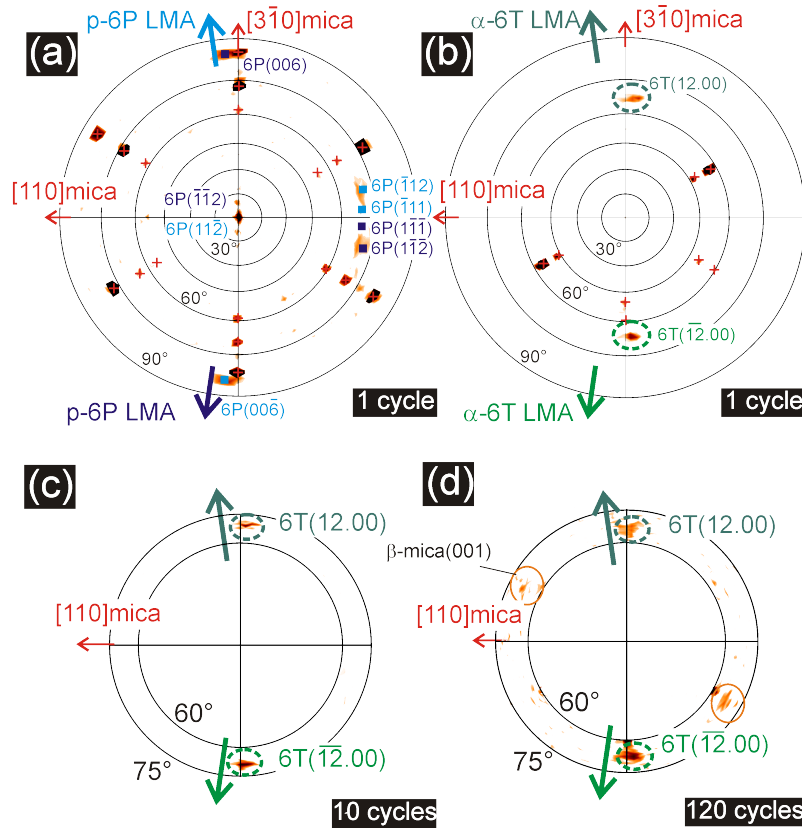 p-6P LMA
[31̅0]mica
(a)
6P(006)
[110]mica
6P(1̅1̅2)
6P(112̅)
6P(1̅12)
6P(1̅11)
6P(11̅1̅)
6P(11̅2̅)
30°
60°
90°
p-6P LMA
6P(006̅)
1 cycle
α-6T LMA
[31̅0]mica
(b)
6T(12.00)
[110]mica
30°
60°
90°
6T(1̅2̅.00)
α-6T LMA
1 cycle
(c)
6T(12.00)
[110]mica
60°
75°
6T(1̅2̅.00)
10 cycles
(d)
6T(12.00)
β-mica(001)
[110]mica
60°
75°
6T(1̅2̅.00)
120 cycles